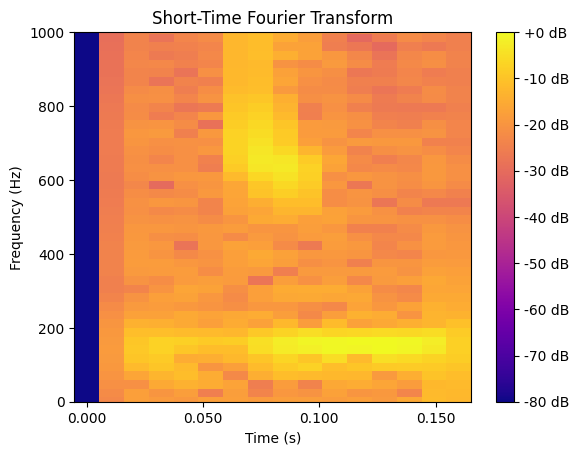 Short-Time Fourier Transform
Frequency (Hz)
1000
800
600
400
200
0
0.000
0.050
0.100
0.150
Time (s)
+0 dB
-10 dB
-20 dB
-30 dB
-40 dB
-50 dB
-60 dB
-70 dB
-80 dB